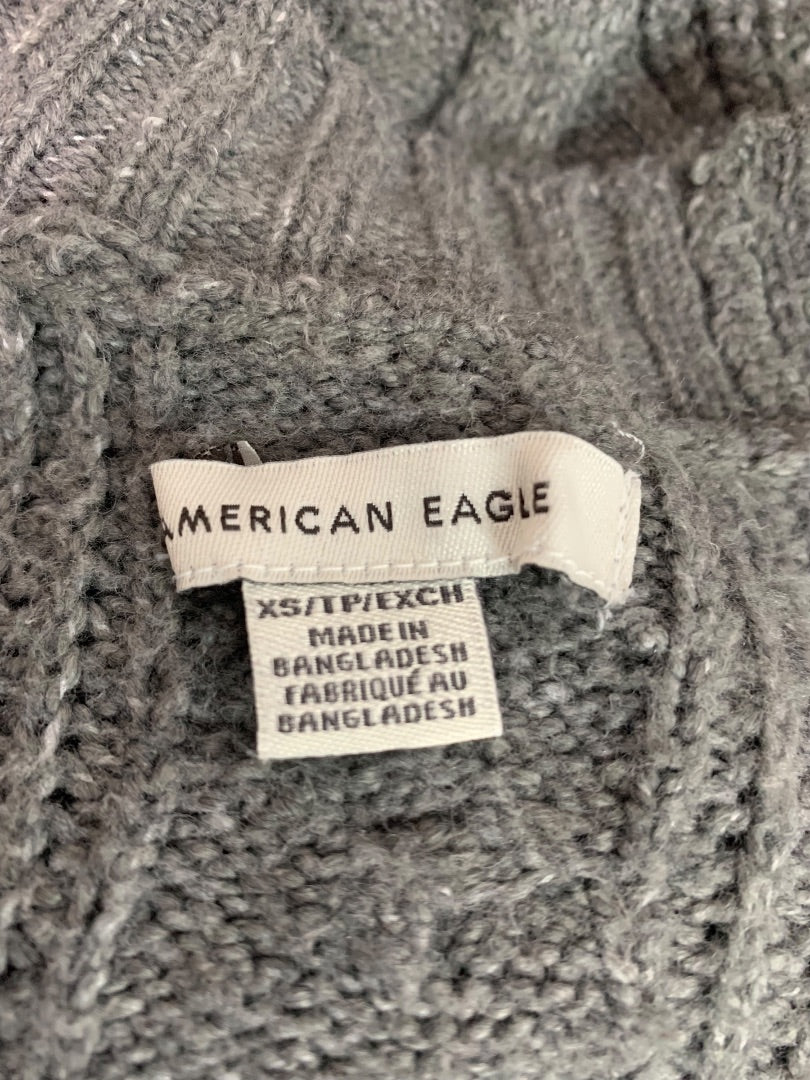 AMERICAN EAGLE
XS/TP/EXCH
MADE IN
BANGLADESH
FABRIQUÉ AU
BANGLADESH